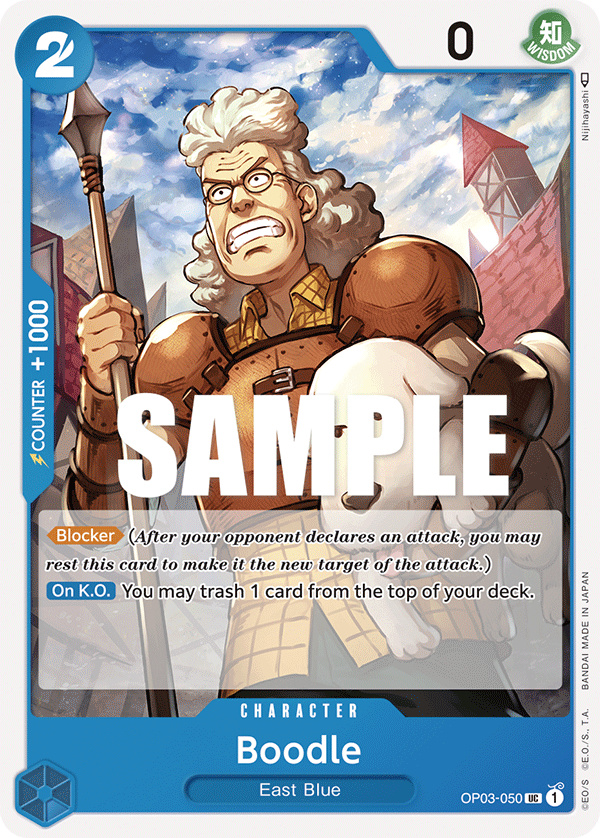 2
0
知
WISDOM
Nijihayashi
COUNTER +1000
SAMPLE
Blocker (After your opponent declares an attack, you may
rest this card to make it the new target of the attack.)
On K.O. You may trash 1 card from the top of your deck.
CHARACTER
Boodle
East Blue
OP03-050 UC 1
©EO/S ©E.O./S., T.A. BANDAI MADE IN JAPAN